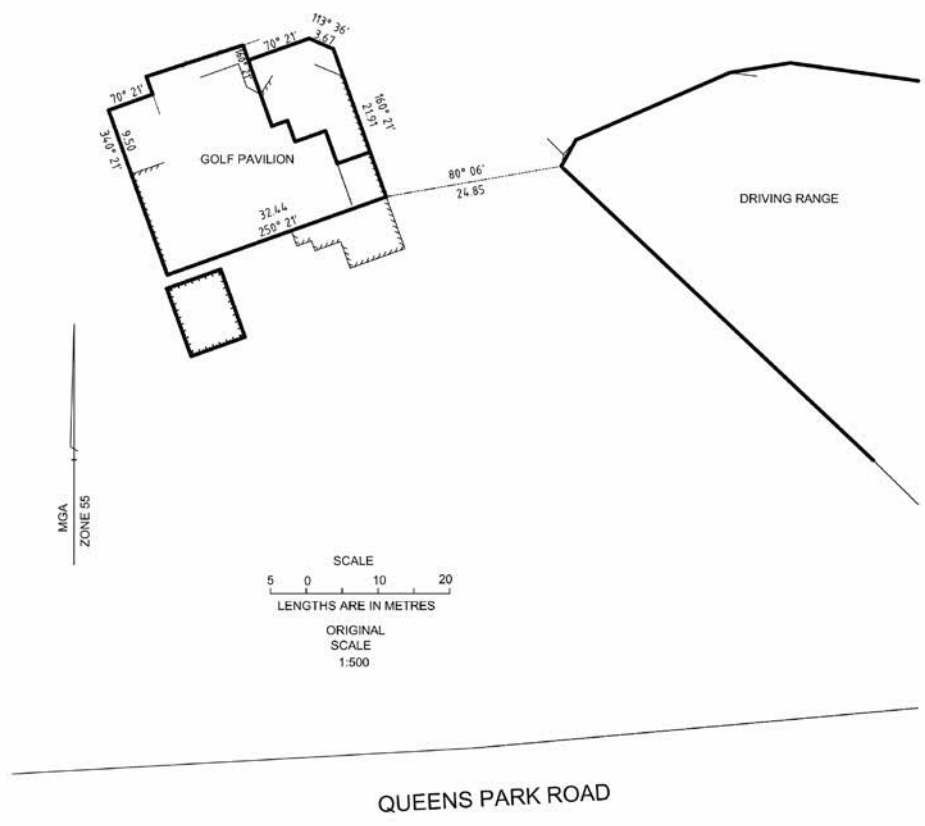 113° 36'
3.67
70° 21'
160° 21'
70° 21'
9.50
340° 21'
160° 21'
21.91
GOLF PAVILION
80° 06'
24.85
DRIVING RANGE
32.44
250° 21'
MGA
ZONE 55
SCALE
5 0 10 20
LENGTHS ARE IN METRES
ORIGINAL
SCALE
1:500
QUEENS PARK ROAD